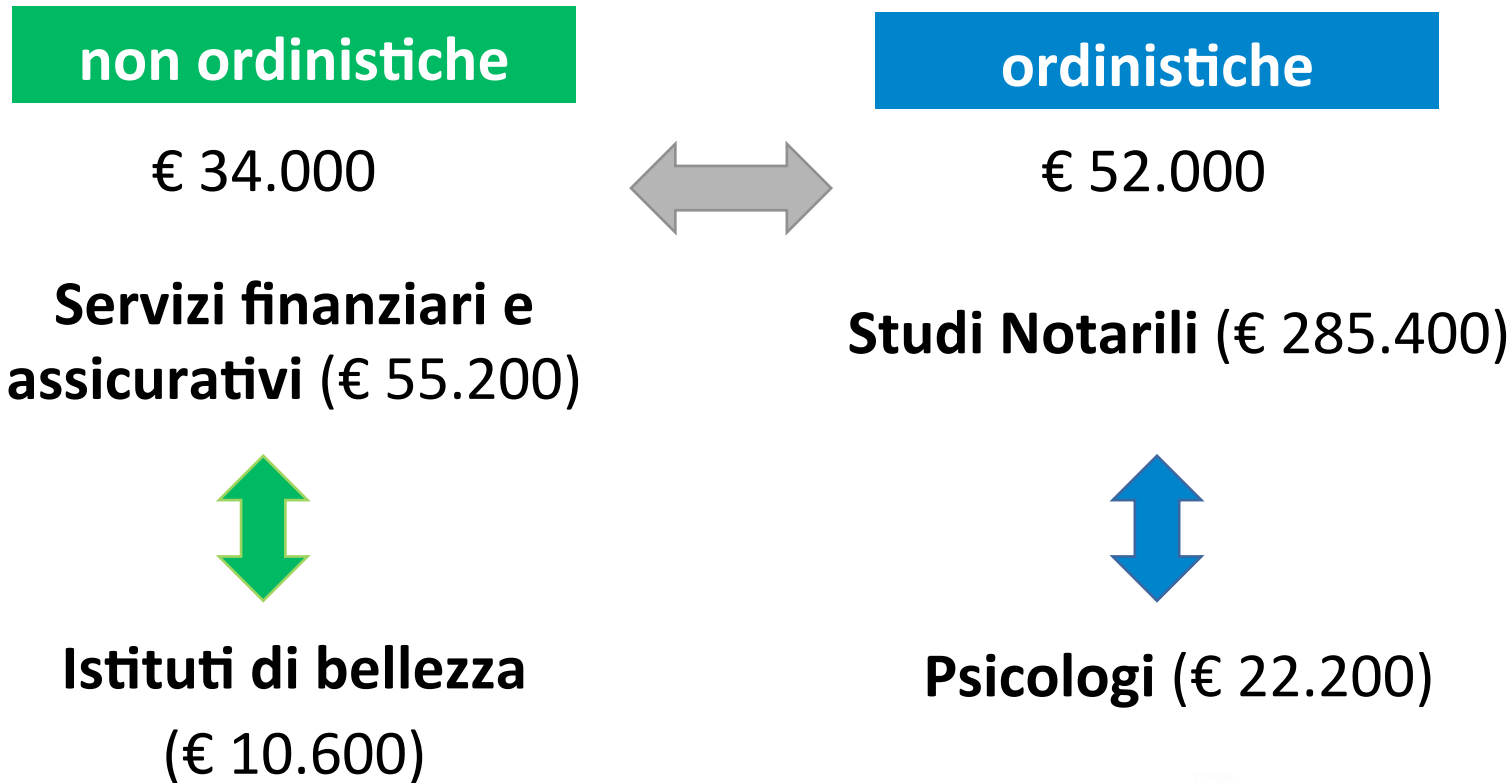 non ordinistiche
€ 34.000
Servizi finanziari e
assicurativi (€ 55.200)
Istituti di bellezza
(€ 10.600)
ordinistiche
€ 52.000
Studi Notarili (€ 285.400)
Psicologi (€ 22.200)